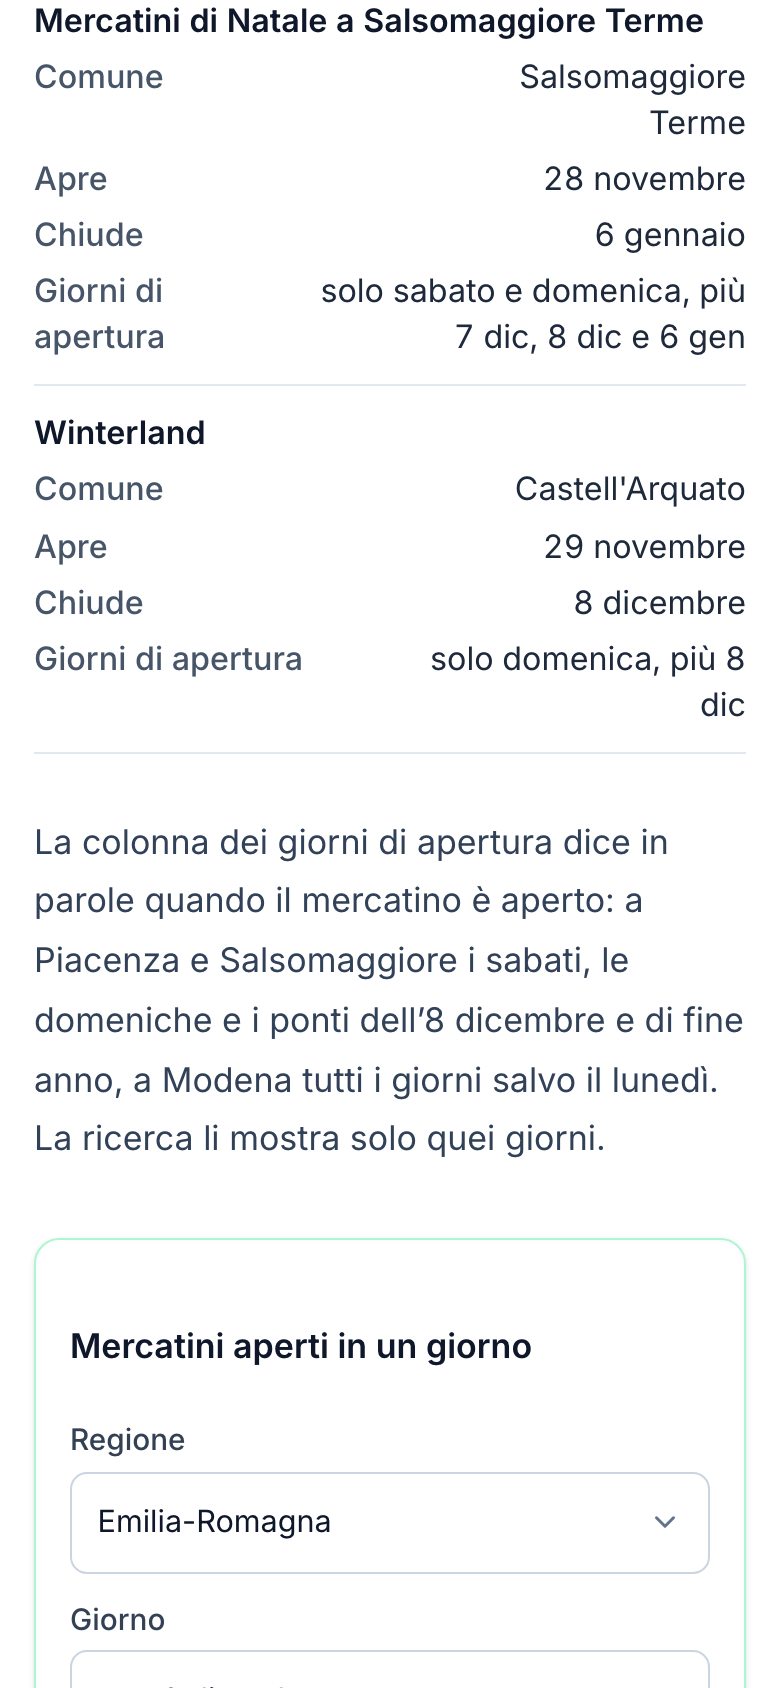 Mercatini di Natale a Salsomaggiore Terme
Comune
Salsomaggiore
Terme
Apre
28 novembre
Chiude
6 gennaio
Giorni di
apertura
solo sabato e domenica, più
7 dic, 8 dic e 6 gen
Winterland
Comune
Castell'Arquato
Apre
29 novembre
Chiude
8 dicembre
Giorni di apertura
solo domenica, più 8
dic
La colonna dei giorni di apertura dice in
parole quando il mercatino è aperto: a
Piacenza e Salsomaggiore i sabati, le
domeniche e i ponti dell’8 dicembre e di fine
anno, a Modena tutti i giorni salvo il lunedì.
La ricerca li mostra solo quei giorni.
Mercatini aperti in un giorno
Regione
Emilia-Romagna
Giorno